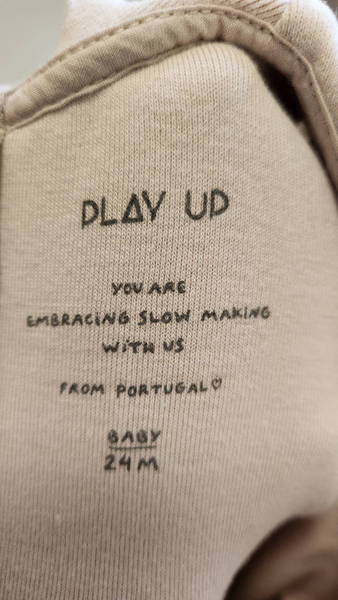 PLAY UP
YOU ARE
EMBRACING SLOW MAKING
WITH US
FROM PORTUGAL♡
BABY
24M